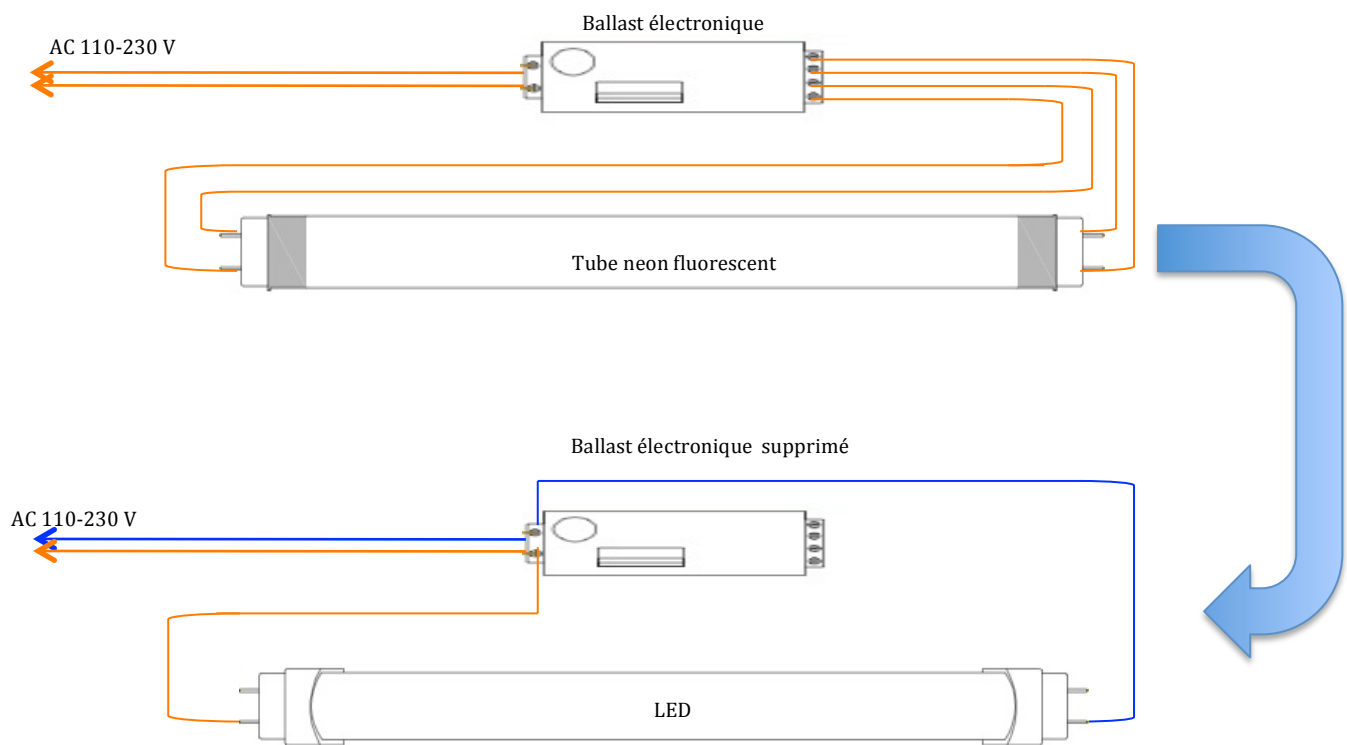 Ballast électronique
AC 110-230 V
Tube neon fluorescent
Ballast électronique supprimé
AC 110-230 V
LED